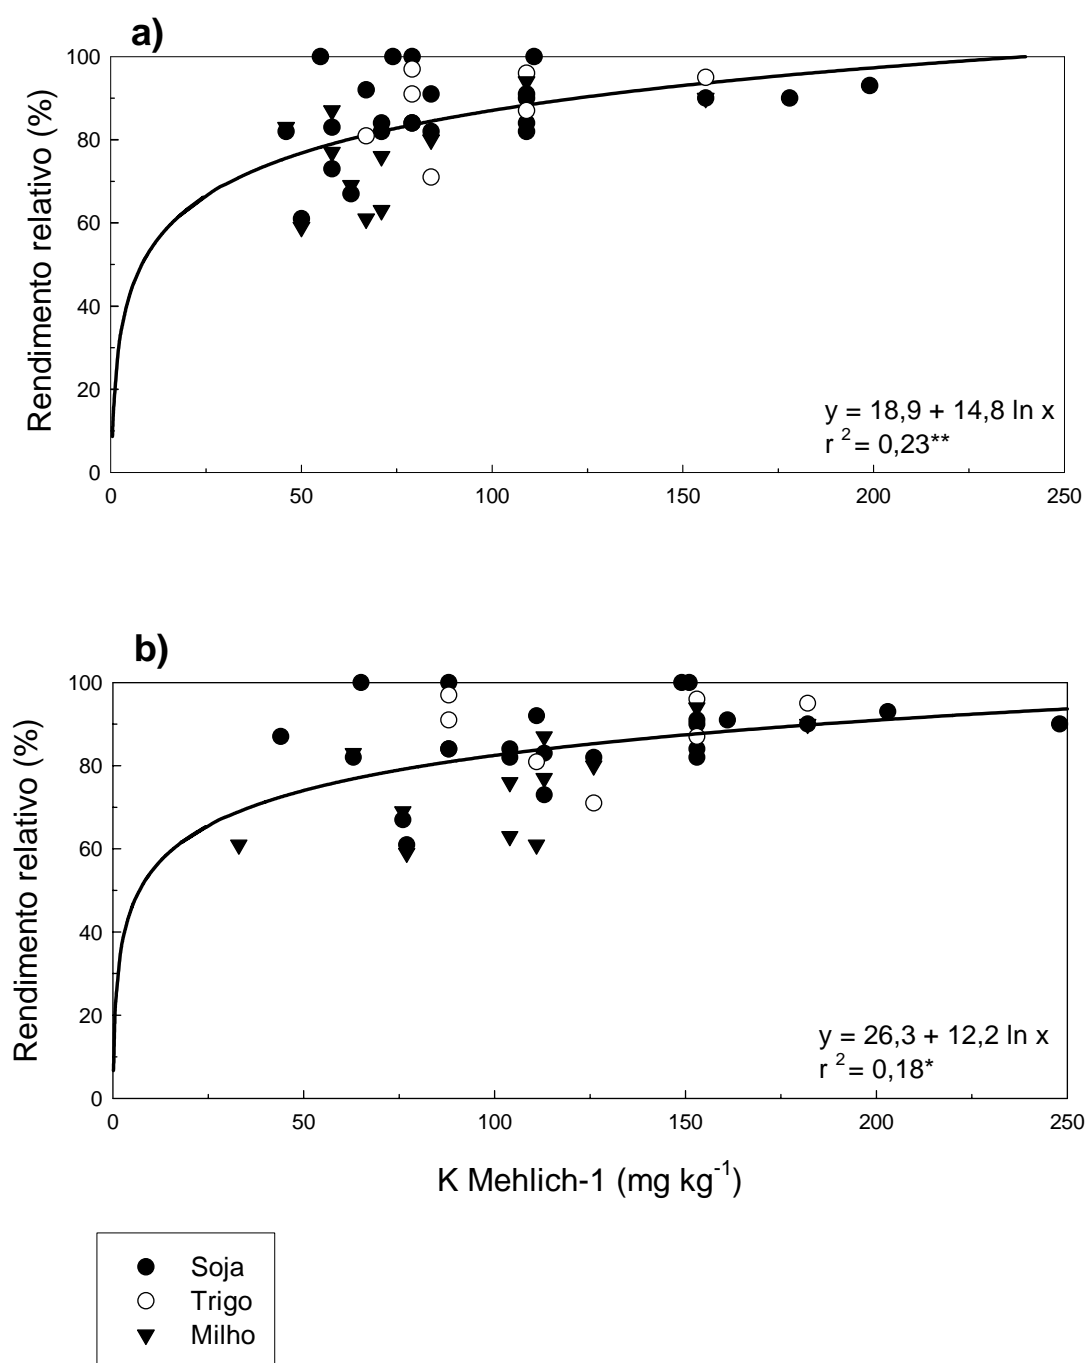 a)
Rendimento relativo (%)
100
80
60
40
20
0
y = 18,9 + 14,8 ln x
r ² = 0,23**
0 50 100 150 200 250
b)
Rendimento relativo (%)
100
80
60
40
20
0
y = 26,3 + 12,2 ln x
r ² = 0,18*
0 50 100 150 200 250
K Mehlich-1 (mg kg⁻¹)
Soja
Trigo
Milho